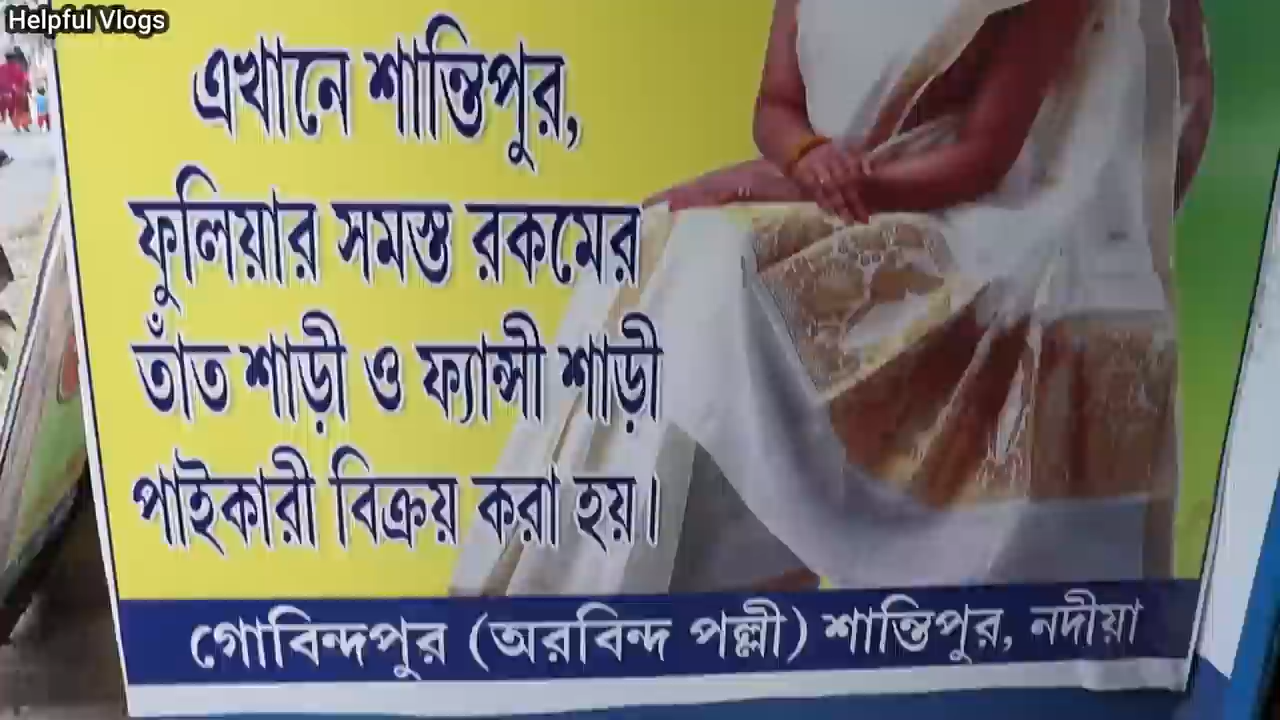 Helpful Vlogs
এখানে শান্তিপুর,
ফুলিয়ার সমস্ত রকমের
তাঁত শাড়ী ও ফ্যান্সী শাড়ী
পাইকারী বিক্রয় করা হয়।
গোবিন্দপুর (অরবিন্দ পল্লী) শান্তিপুর, নদীয়া